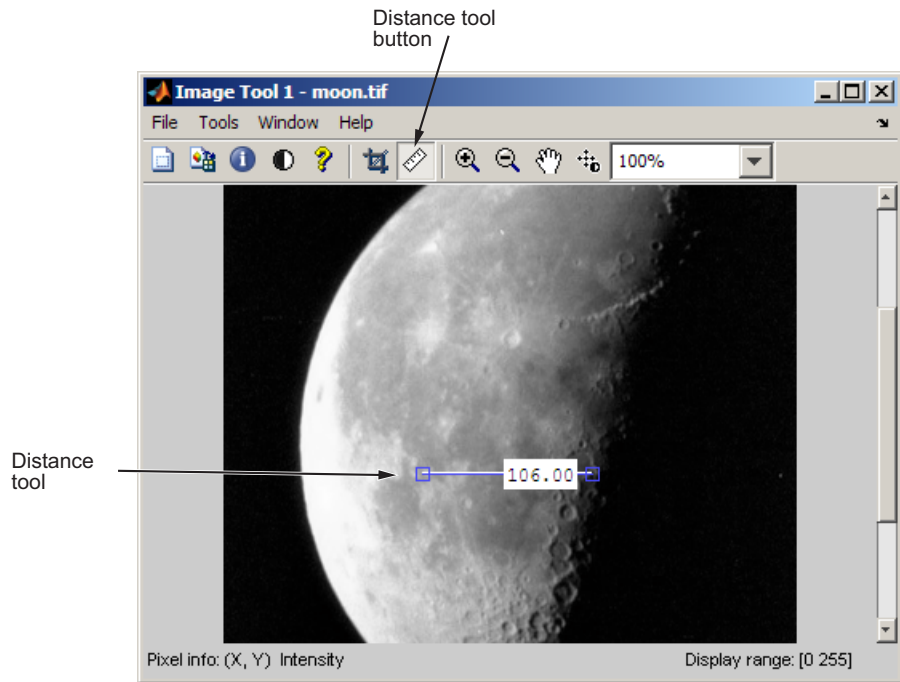 Distance tool
button
Image Tool 1 - moon.tif
File Tools Window Help
100%
Distance
tool
106.00
Pixel info: (X, Y) Intensity
Display range: [0 255]